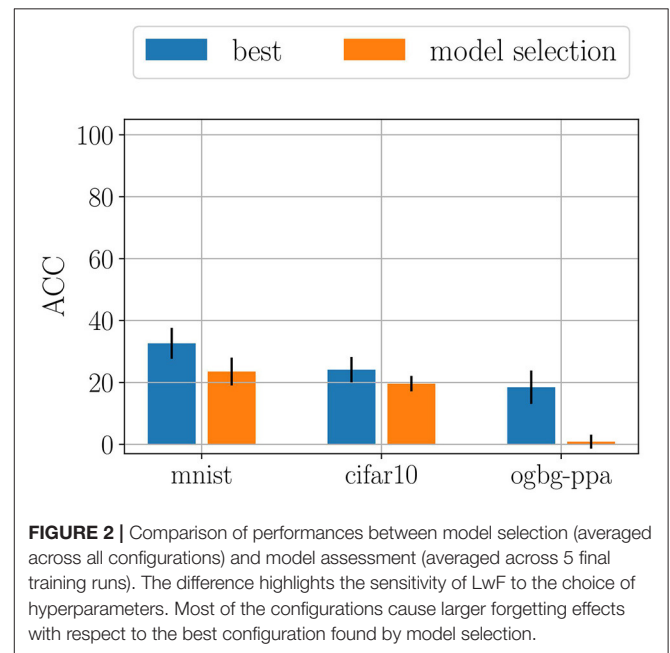 best model selection
100
80
60
40
20
0
ACC
mnist cifar10 ogbg-ppa
FIGURE 2 | Comparison of performances between model selection (averaged
across all configurations) and model assessment (averaged across 5 final
training runs). The difference highlights the sensitivity of LwF to the choice of
hyperparameters. Most of the configurations cause larger forgetting effects
with respect to the best configuration found by model selection.